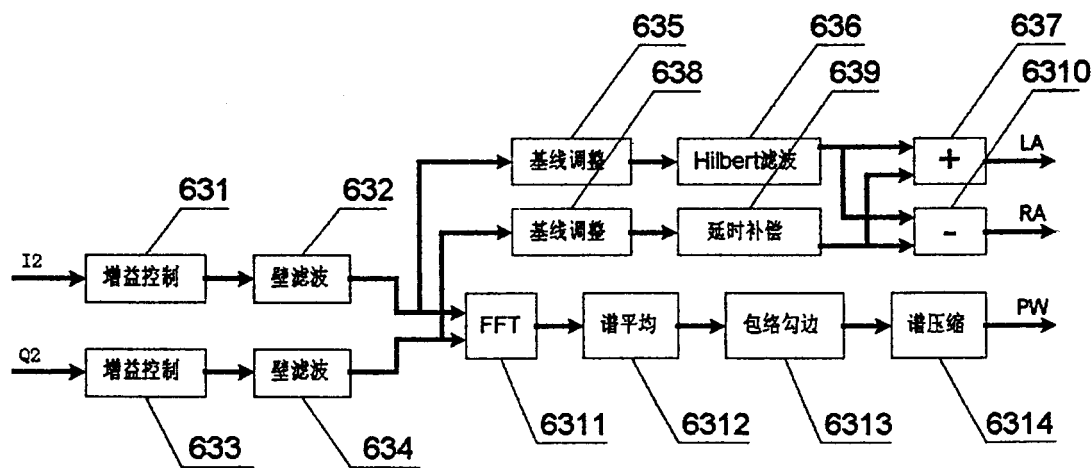 635
636
637
638
639
6310
基线调整
Hilbert滤波
+
LA
631
632
基线调整
延时补偿
-
RA
I2
增益控制
壁滤波
FFT
谱平均
包络勾边
谱压缩
PW
Q2
增益控制
壁滤波
633
634
6311
6312
6313
6314